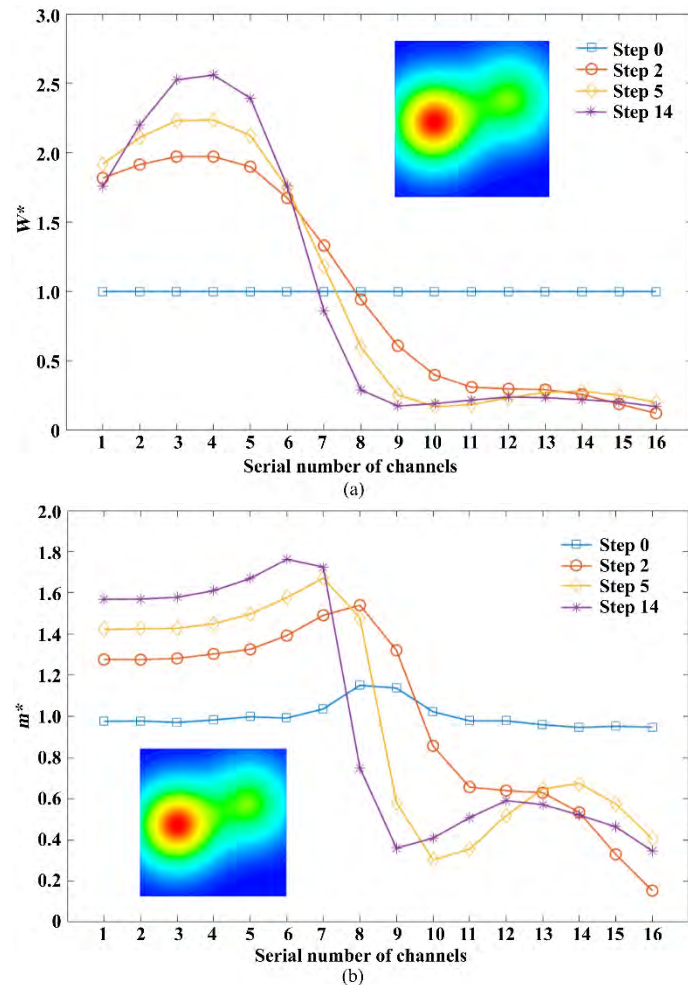 3.0
2.5
2.0
1.5
1.0
0.5
0
W*
Step 0
Step 2
Step 5
Step 14
1 2 3 4 5 6 7 8 9 10 11 12 13 14 15 16
Serial number of channels
(a)
2.0
1.8
1.6
1.4
1.2
1.0
0.8
0.6
0.4
0.2
0
m*
Step 0
Step 2
Step 5
Step 14
1 2 3 4 5 6 7 8 9 10 11 12 13 14 15 16
Serial number of channels
(b)